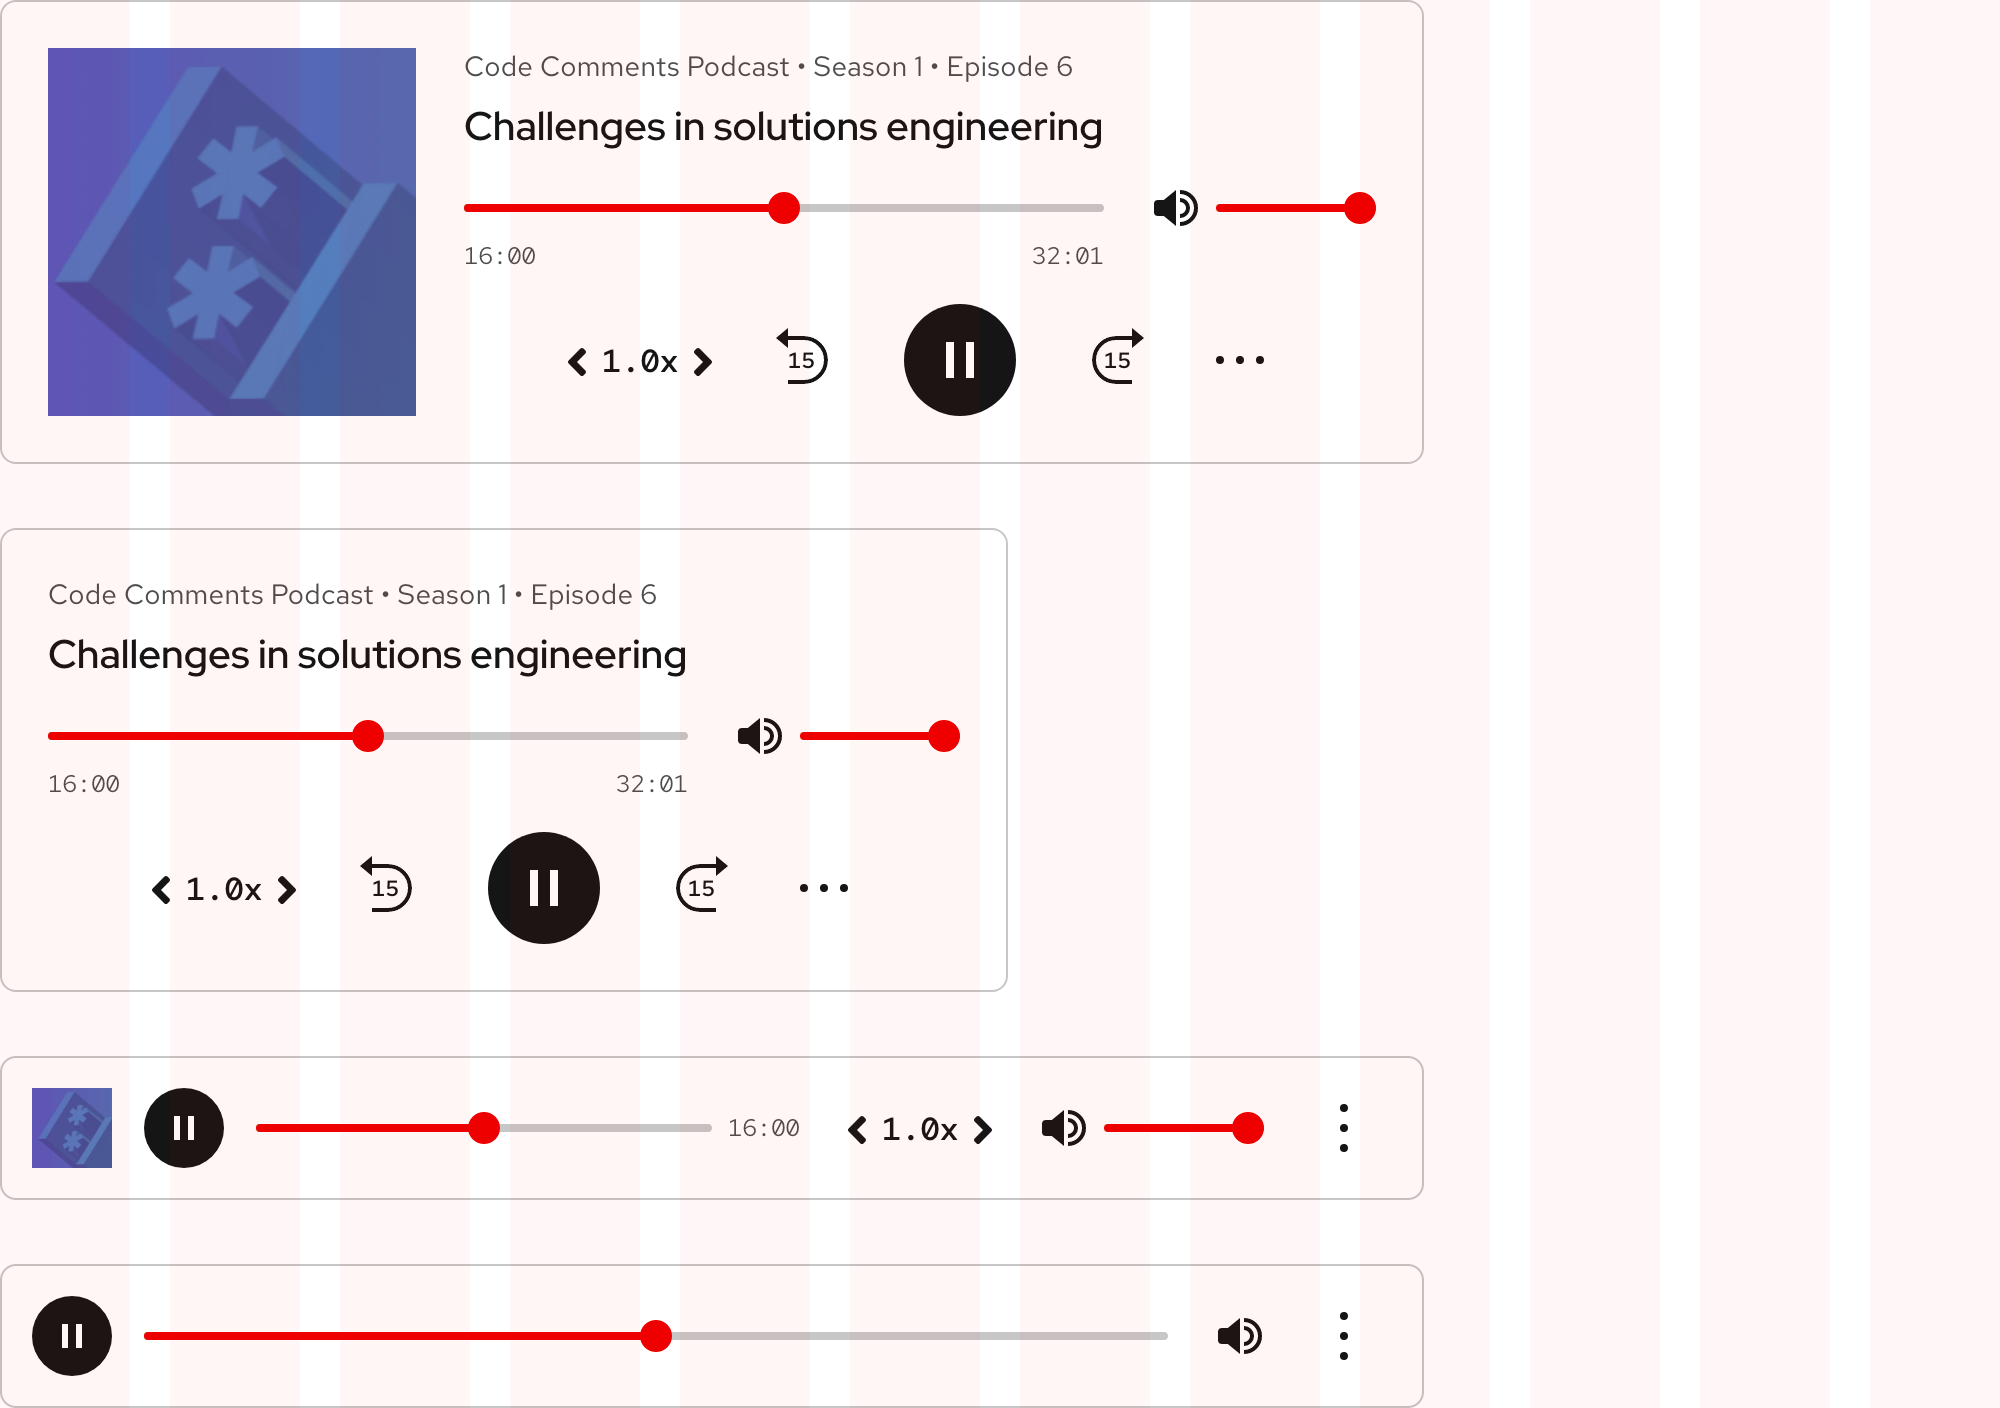 Code Comments Podcast • Season 1 • Episode 6
Challenges in solutions engineering
16:00 32:01
1.0x 15 15
Code Comments Podcast • Season 1 • Episode 6
Challenges in solutions engineering
16:00 32:01
1.0x 15 15
16:00 1.0x